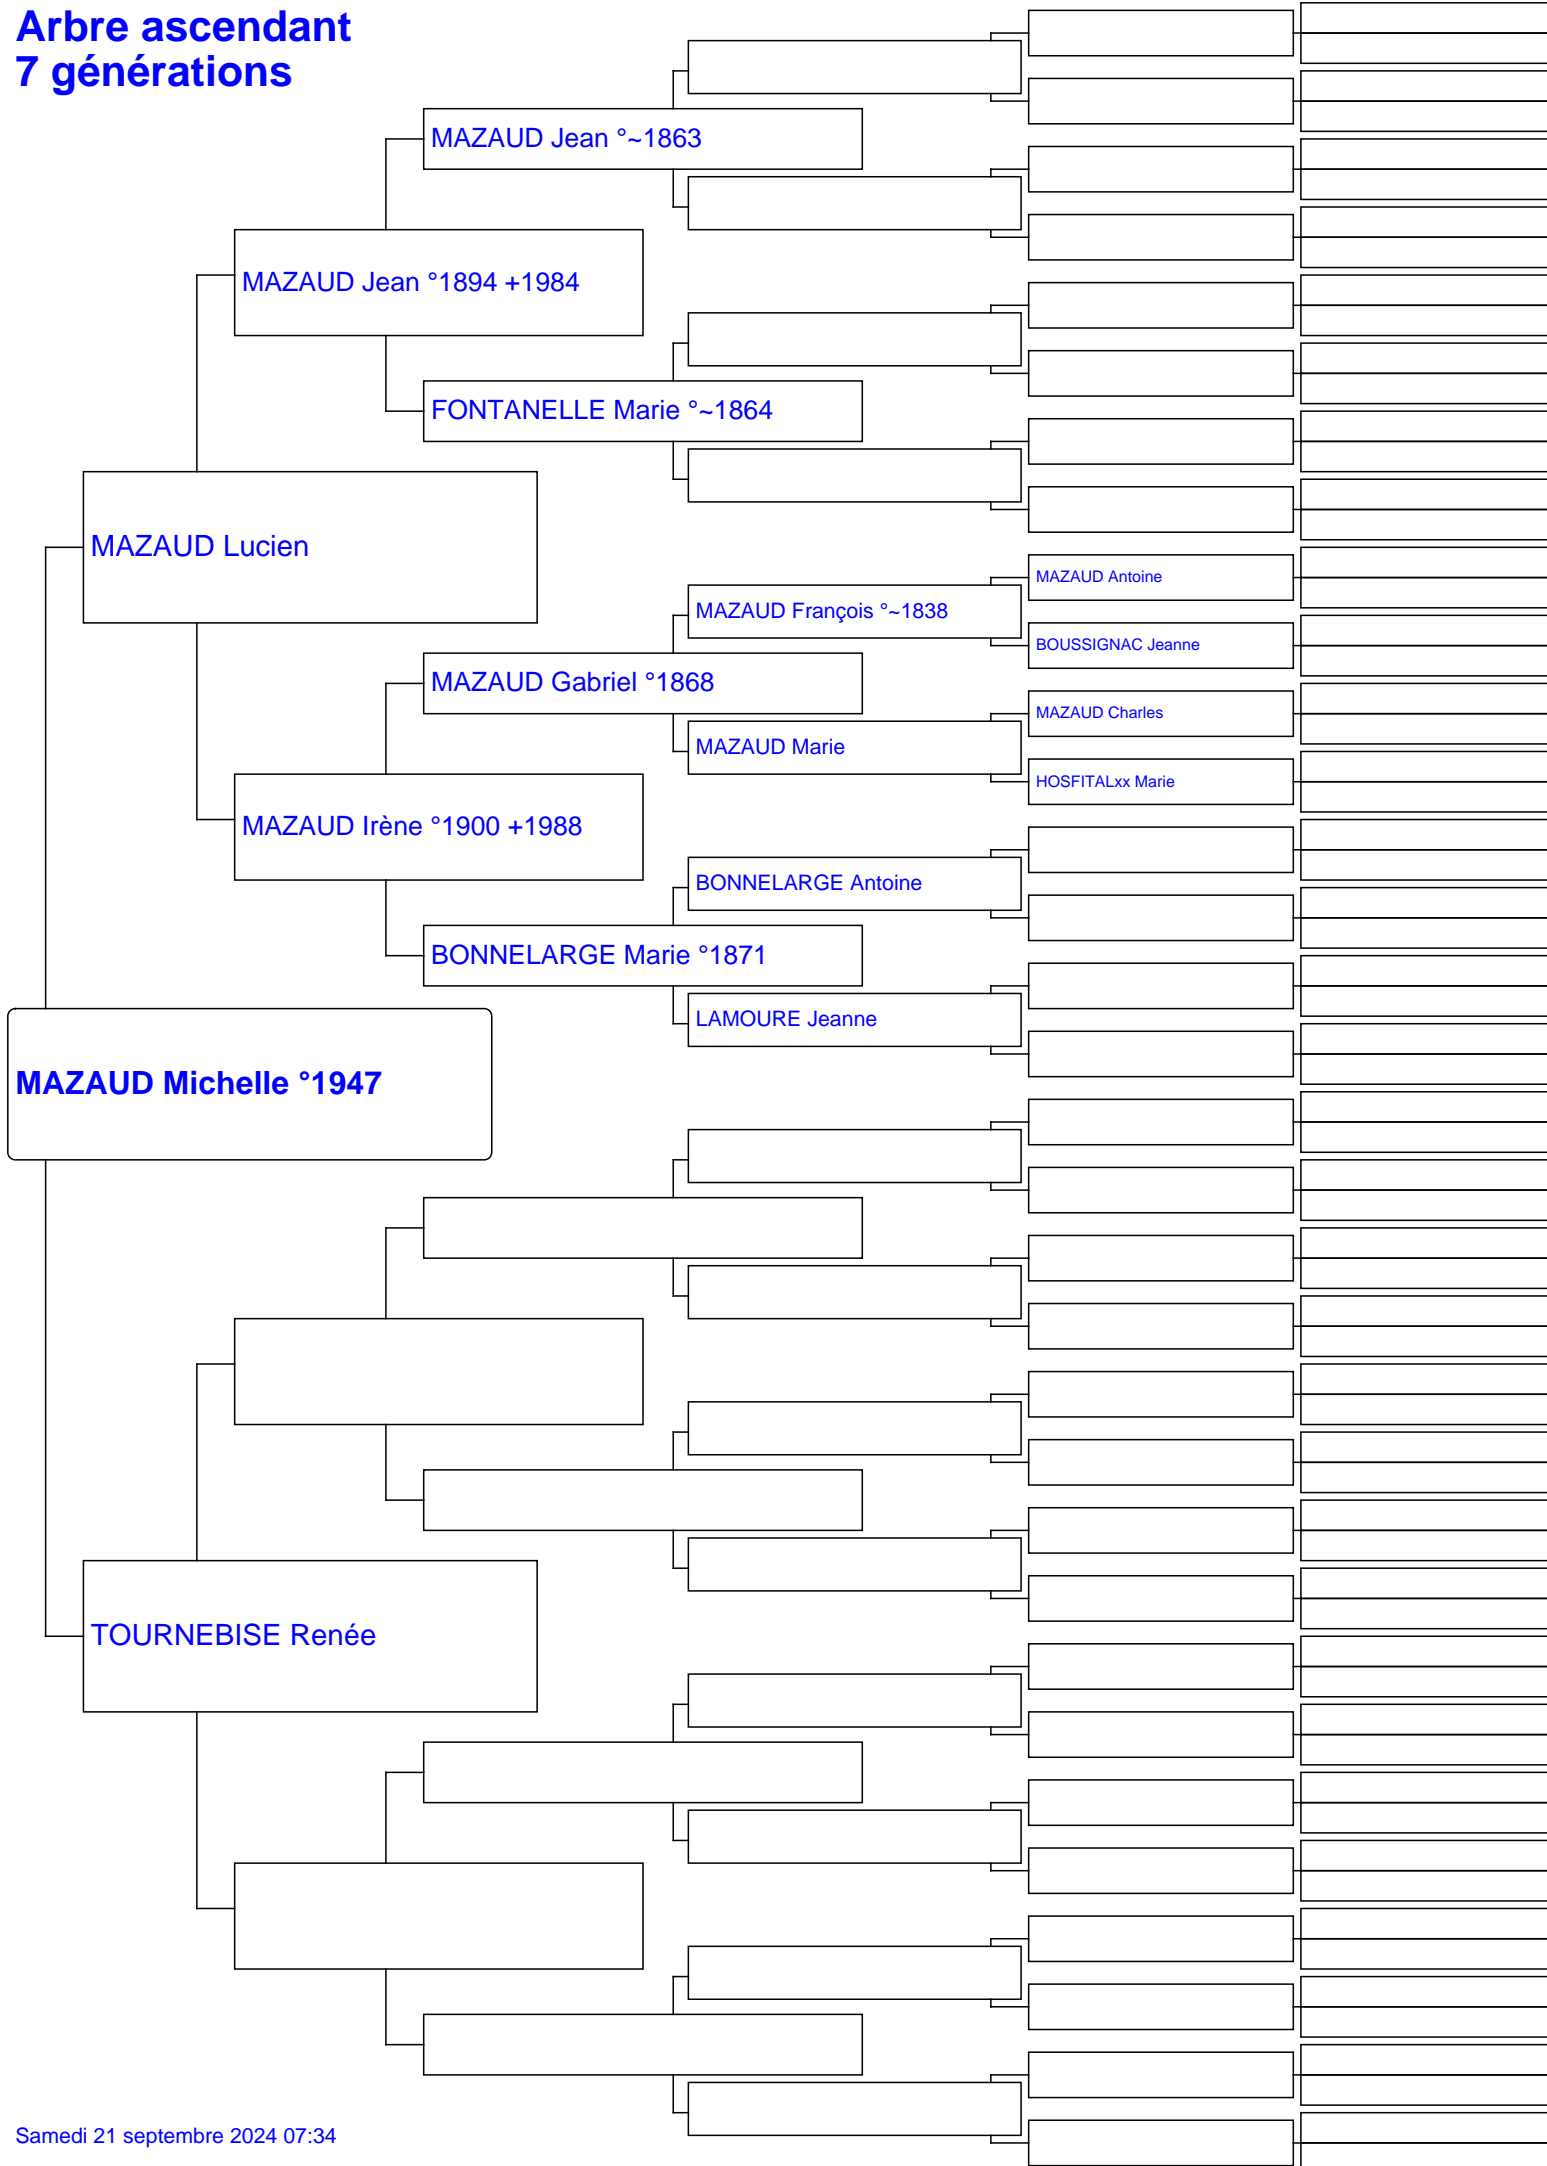 Arbre ascendant
7 générations
MAZAUD Jean °~1863
MAZAUD Jean °1894 +1984
FONTANELLE Marie °~1864
MAZAUD Lucien
MAZAUD Antoine
MAZAUD François °~1838
BOUSSIGNAC Jeanne
MAZAUD Gabriel °1868
MAZAUD Charles
MAZAUD Marie
HOSFITALxx Marie
MAZAUD Irène °1900 +1988
BONNELARGE Antoine
BONNELARGE Marie °1871
LAMOURE Jeanne
MAZAUD Michelle °1947
TOURNEBISE Renée
Samedi 21 septembre 2024 07:34